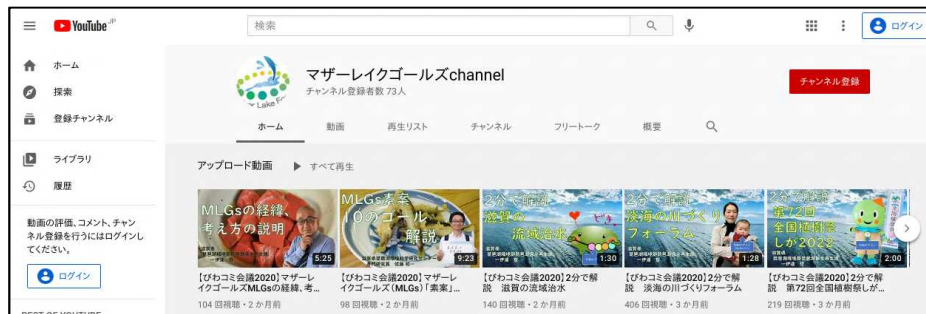 YouTube JP
検索
ログイン
ホーム
探索
登録チャンネル
ライブラリ
履歴
動画の評価、コメント、チャン
ネル登録を行うにはログインし
てください。
ログイン
BEST OF YOUTUBE
マザーレイクゴールズchannel
チャンネル登録者数 73人
チャンネル登録
ホーム 動画 再生リスト チャンネル フリートーク 概要
アップロード動画 ▶ すべて再生
MLGsの経緯、
考え方の説明
5:25
【びわコミ会議2020】マザーレ
イクゴールズMLGsの経緯、考...
104 回視聴・2 か月前
MLGs素案
10のゴール
解説
9:23
【びわコミ会議2020】マザーレ
イクゴールズ(MLGs)「素案」...
98 回視聴・2 か月前
2分で解説
滋賀の
流域治水
1:30
【びわコミ会議2020】2分で解
説 滋賀の流域治水
140 回視聴・2 か月前
2分で解説
淡海の川づくり
フォーラム
1:28
【びわコミ会議2020】2分で解
説 淡海の川づくりフォーラム
406 回視聴・3 か月前
2分で解説
第72回
全国植樹祭
しが2022
2:00
【びわコミ会議2020】2分で解
説 第72回全国植樹祭しが...
219 回視聴・3 か月前